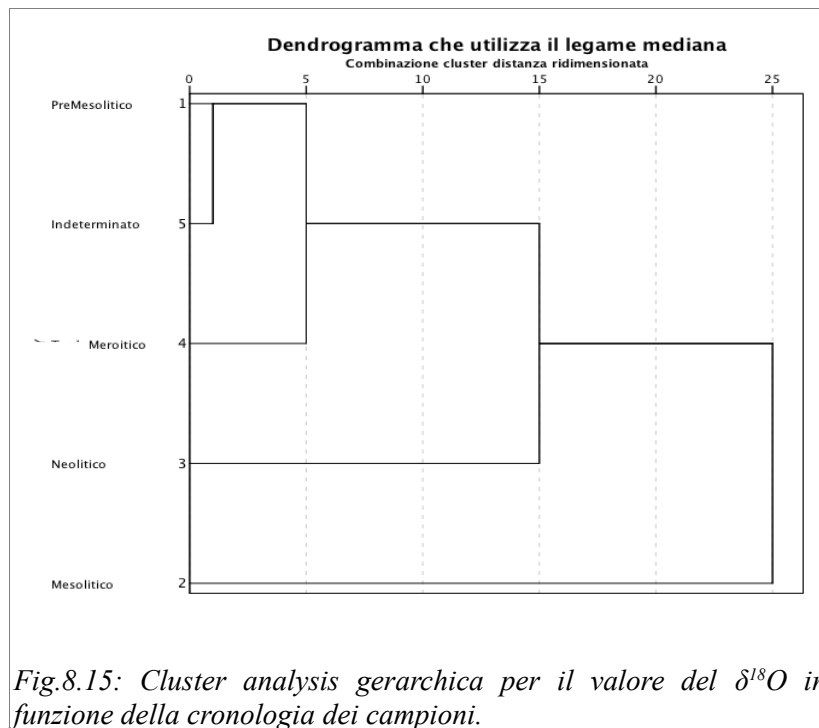 Dendrogramma che utilizza il legame mediana
Combinazione cluster distanza ridimensionata
0 5 10 15 20 25
PreMesolitico 1
Indeterminato 5
Meroitico 4
Neolitico 3
Mesolitico 2
Fig.8.15: Cluster analysis gerarchica per il valore del δ¹⁸O in
funzione della cronologia dei campioni.